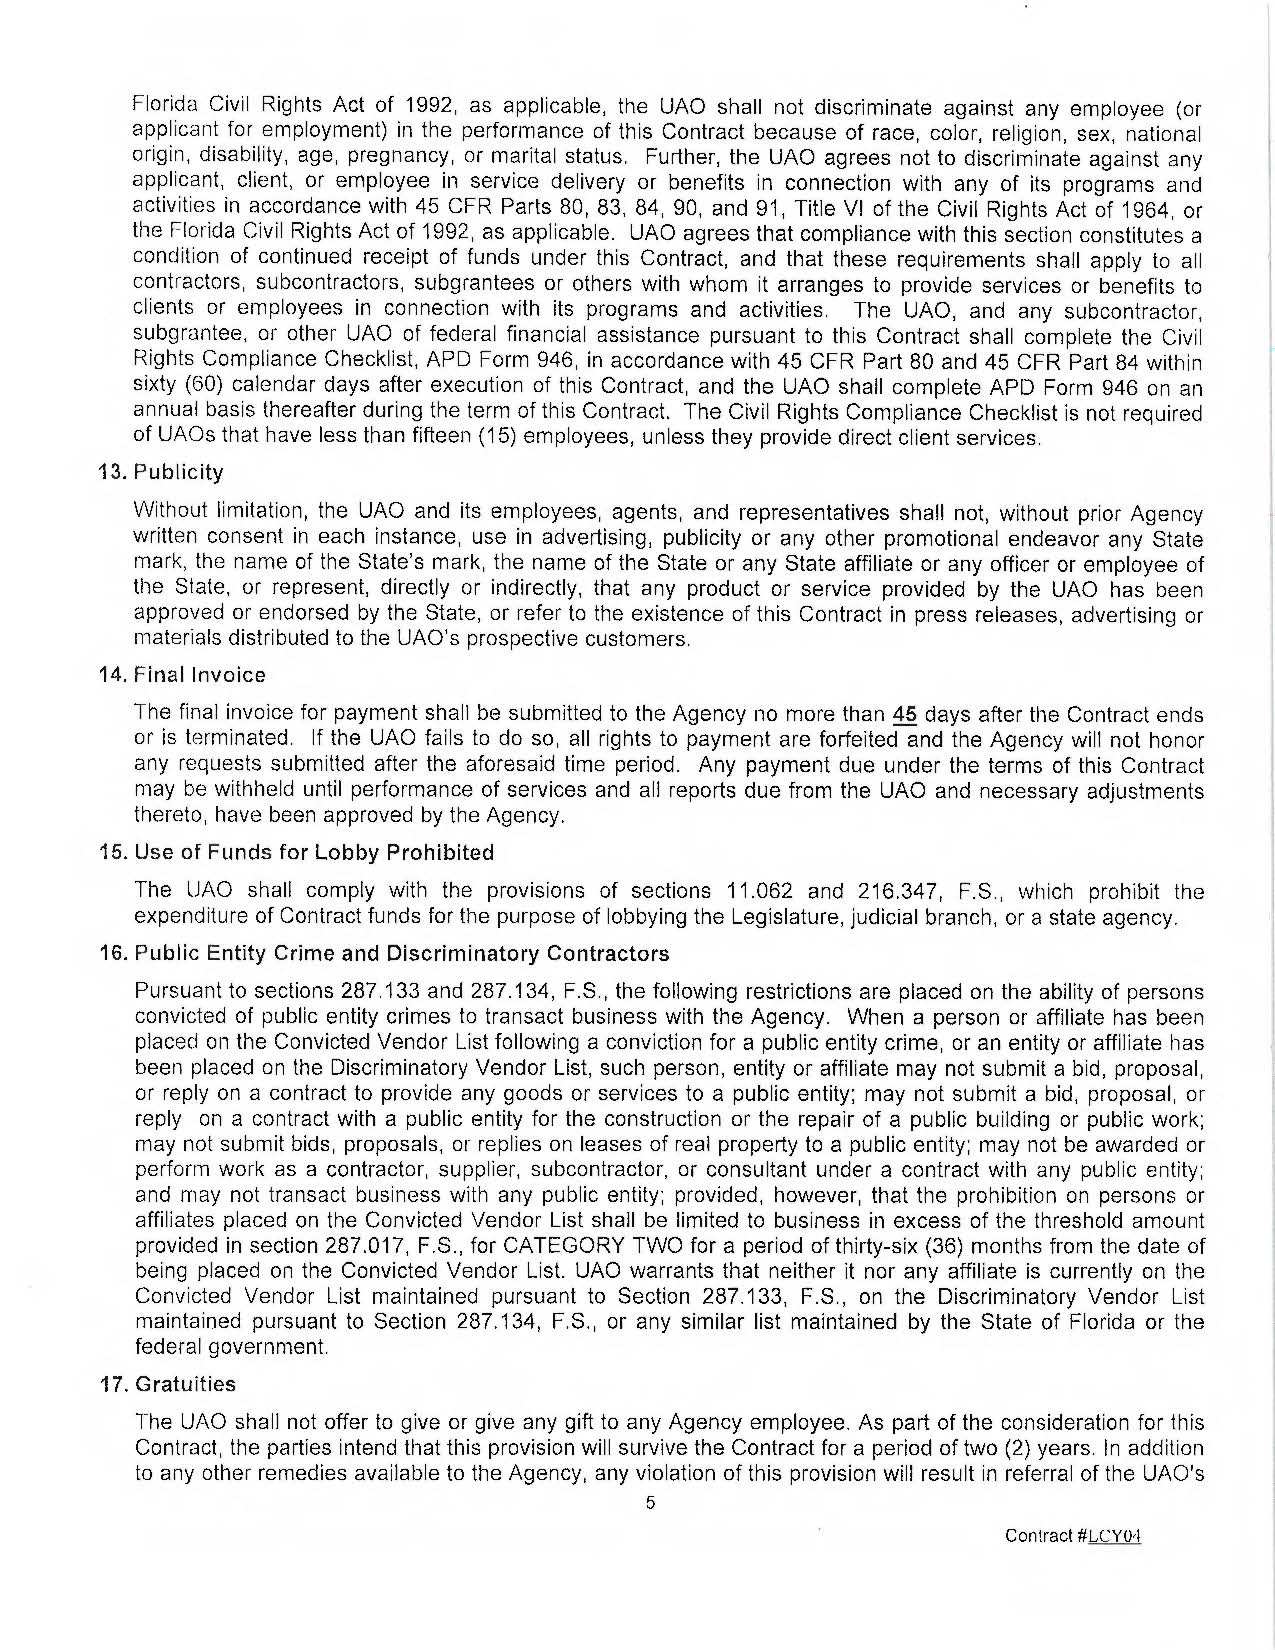 Florida Civil Rights Act of 1992, as applicable, the UAO shall not discriminate against any employee (or
applicant for employment) in the performance of this Contract because of race, color, religion, sex, national
origin, disability, age, pregnancy, or marital status. Further, the UAO agrees not to discriminate against any
applicant, client, or employee in service delivery or benefits in connection with any of its programs and
activities in accordance with 45 CFR Parts 80, 83, 84, 90, and 91, Title VI of the Civil Rights Act of 1964, or
the Florida Civil Rights Act of 1992, as applicable. UAO agrees that compliance with this section constitutes a
condition of continued receipt of funds under this Contract, and that these requirements shall apply to all
contractors, subcontractors, subgrantees or others with whom it arranges to provide services or benefits to
clients or employees in connection with its programs and activities. The UAO, and any subcontractor,
subgrantee, or other UAO of federal financial assistance pursuant to this Contract shall complete the Civil
Rights Compliance Checklist, APD Form 946, in accordance with 45 CFR Part 80 and 45 CFR Part 84 within
sixty (60) calendar days after execution of this Contract, and the UAO shall complete APD Form 946 on an
annual basis thereafter during the term of this Contract. The Civil Rights Compliance Checklist is not required
of UAOs that have less than fifteen (15) employees, unless they provide direct client services.
13. Publicity
Without limitation, the UAO and its employees, agents, and representatives shall not, without prior Agency
written consent in each instance, use in advertising, publicity or any other promotional endeavor any State
mark, the name of the State's mark, the name of the State or any State affiliate or any officer or employee of
the State, or represent, directly or indirectly, that any product or service provided by the UAO has been
approved or endorsed by the State, or refer to the existence of this Contract in press releases, advertising or
materials distributed to the UAO's prospective customers.
14. Final Invoice
The final invoice for payment shall be submitted to the Agency no more than 45 days after the Contract ends
or is terminated. If the UAO fails to do so, all rights to payment are forfeited and the Agency will not honor
any requests submitted after the aforesaid time period. Any payment due under the terms of this Contract
may be withheld until performance of services and all reports due from the UAO and necessary adjustments
thereto, have been approved by the Agency.
15. Use of Funds for Lobby Prohibited
The UAO shall comply with the provisions of sections 11.062 and 216.347, F.S., which prohibit the
expenditure of Contract funds for the purpose of lobbying the Legislature, judicial branch, or a state agency.
16. Public Entity Crime and Discriminatory Contractors
Pursuant to sections 287.133 and 287.134, F.S., the following restrictions are placed on the ability of persons
convicted of public entity crimes to transact business with the Agency. When a person or affiliate has been
placed on the Convicted Vendor List following a conviction for a public entity crime, or an entity or affiliate has
been placed on the Discriminatory Vendor List, such person, entity or affiliate may not submit a bid, proposal,
or reply on a contract to provide any goods or services to a public entity; may not submit a bid, proposal, or
reply on a contract with a public entity for the construction or the repair of a public building or public work;
may not submit bids, proposals, or replies on leases of real property to a public entity; may not be awarded or
perform work as a contractor, supplier, subcontractor, or consultant under a contract with any public entity;
and may not transact business with any public entity; provided, however, that the prohibition on persons or
affiliates placed on the Convicted Vendor List shall be limited to business in excess of the threshold amount
provided in section 287.017, F.S., for CATEGORY TWO for a period of thirty-six (36) months from the date of
being placed on the Convicted Vendor List. UAO warrants that neither it nor any affiliate is currently on the
Convicted Vendor List maintained pursuant to Section 287.133, F.S., on the Discriminatory Vendor List
maintained pursuant to Section 287.134, F.S., or any similar list maintained by the State of Florida or the
federal government.
17. Gratuities
The UAO shall not offer to give or give any gift to any Agency employee. As part of the consideration for this
Contract, the parties intend that this provision will survive the Contract for a period of two (2) years. In addition
to any other remedies available to the Agency, any violation of this provision will result in referral of the UAO's
5
Contract #LCY04